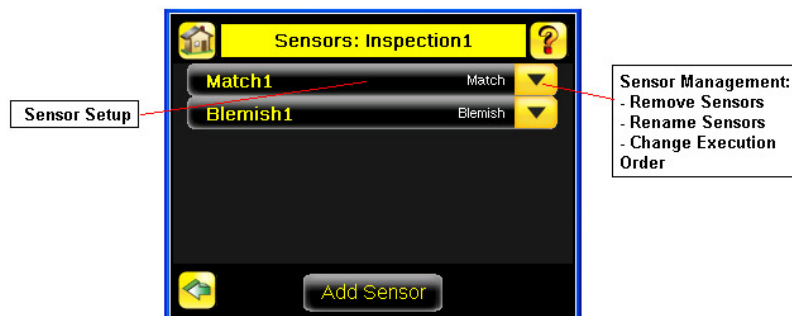 Sensors: Inspection1
?
Match1 Match
Blemish1 Blemish
Add Sensor
Sensor Setup
Sensor Management:
- Remove Sensors
- Rename Sensors
- Change Execution
Order